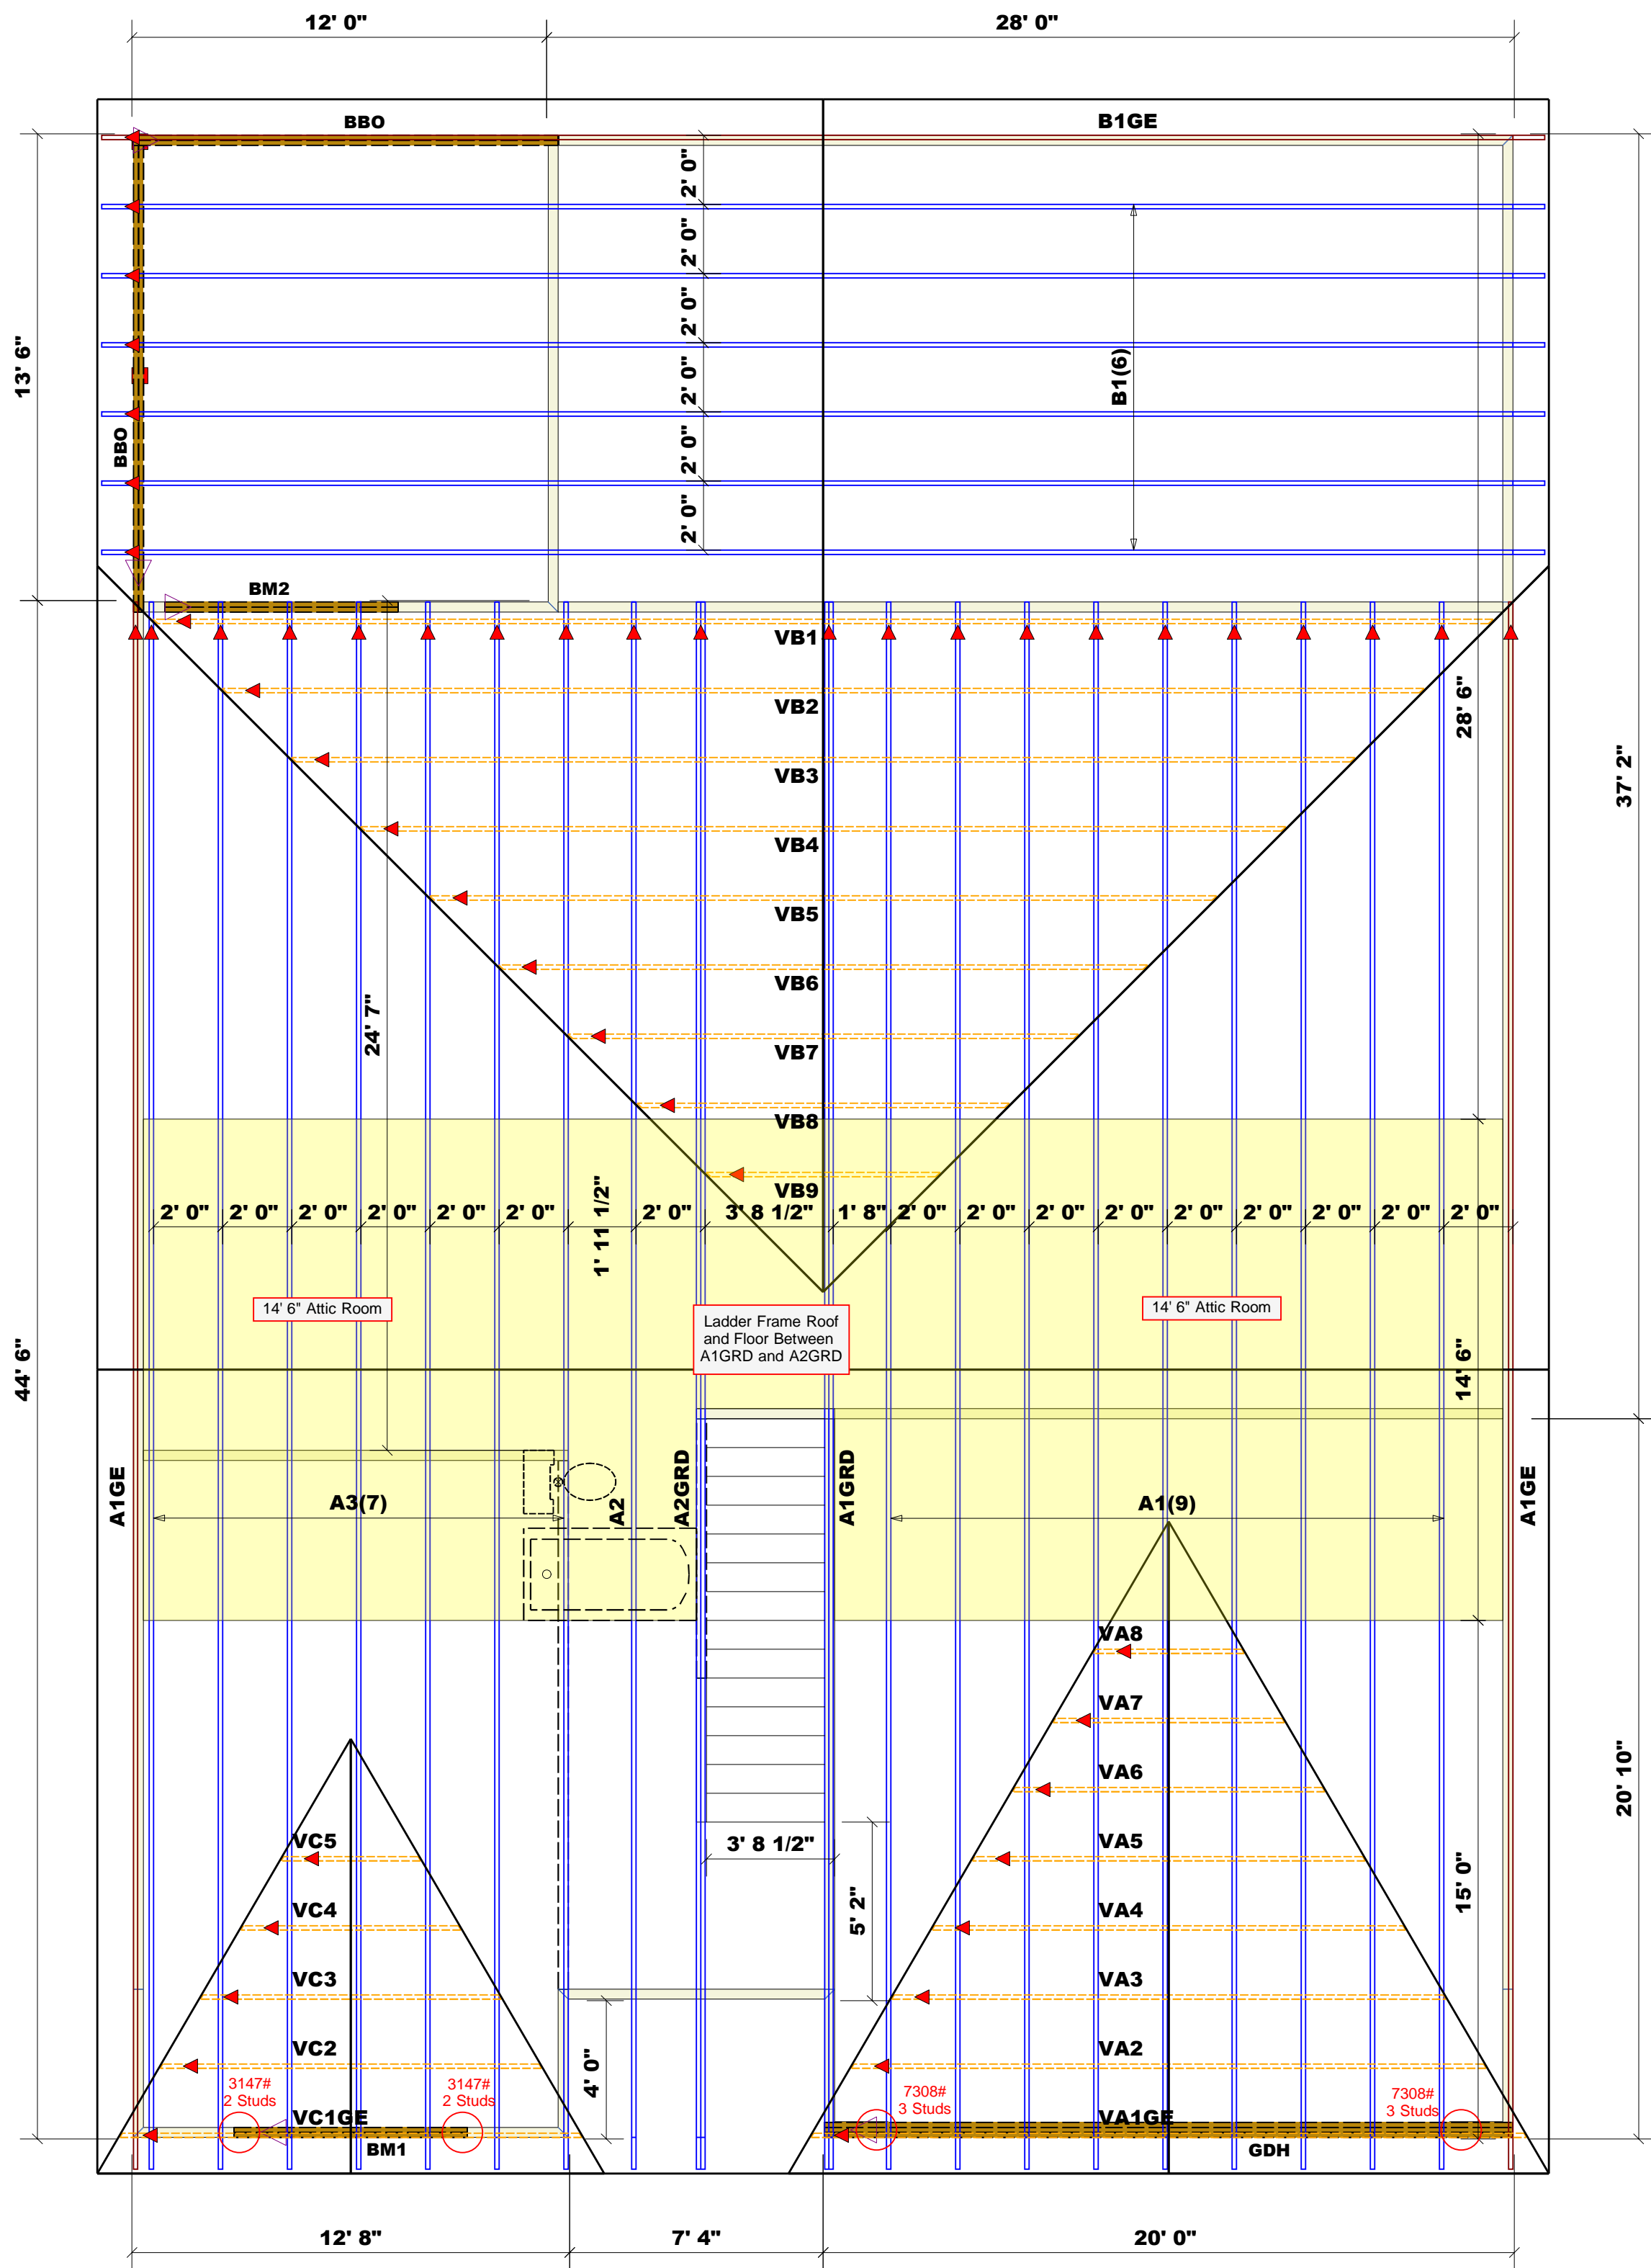 12' 0"
28' 0"
BBO
B1GE
2' 0"
2' 0"
2' 0"
2' 0"
2' 0"
2' 0"
13' 6"
BBO
B1(6)
BM2
VB1
VB2
VB3
VB4
VB5
VB6
VB7
VB8
VB9
28' 6"
37' 2"
24' 7"
2' 0"
2' 0"
2' 0"
2' 0"
2' 0"
2' 0"
1' 11 1/2"
2' 0"
3' 8 1/2"
1' 8"
2' 0"
2' 0"
2' 0"
2' 0"
2' 0"
2' 0"
2' 0"
2' 0"
2' 0"
14' 6" Attic Room
Ladder Frame Roof
and Floor Between
A1GRD and A2GRD
14' 6" Attic Room
44' 6"
14' 6"
A1GE
A3(7)
A2
A2GRD
A1GRD
A1(9)
A1GE
VA8
VA7
VA6
VA5
VA4
VA3
VA2
VC5
VC4
VC3
VC2
3' 8 1/2"
5' 2"
4' 0"
15' 0"
20' 10"
3147#
2 Studs
3147#
2 Studs
7308#
3 Studs
7308#
3 Studs
VC1GE
BM1
VA1GE
GDH
12' 8"
7' 4"
20' 0"